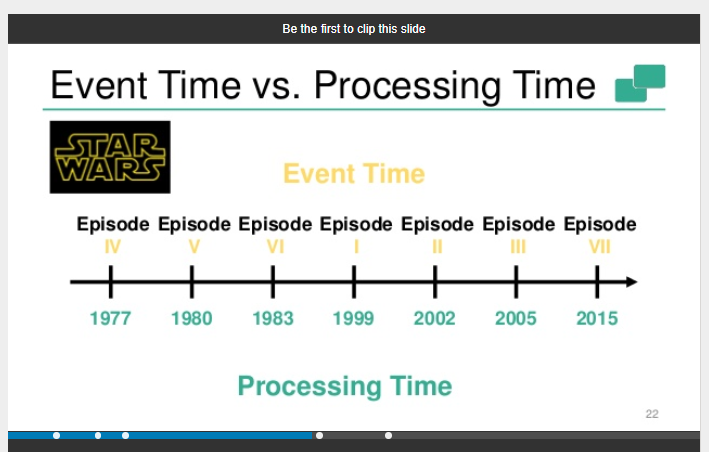 Be the first to clip this slide
Event Time vs. Processing Time
STAR
WARS
Event Time
Episode Episode Episode Episode Episode Episode Episode
IV V VI I II III VII
1977 1980 1983 1999 2002 2005 2015
Processing Time
22